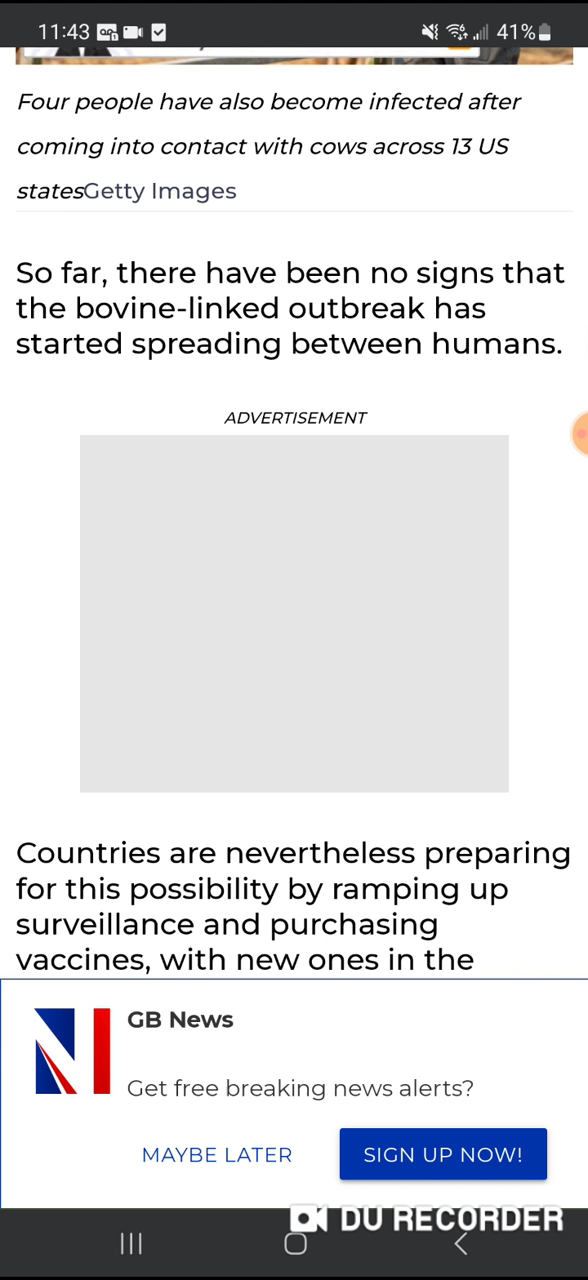 11:43
41%
Four people have also become infected after
coming into contact with cows across 13 US
statesGetty Images
So far, there have been no signs that
the bovine-linked outbreak has
started spreading between humans.
ADVERTISEMENT
Countries are nevertheless preparing
for this possibility by ramping up
surveillance and purchasing
vaccines, with new ones in the
GB News
Get free breaking news alerts?
MAYBE LATER
SIGN UP NOW!
DU RECORDER